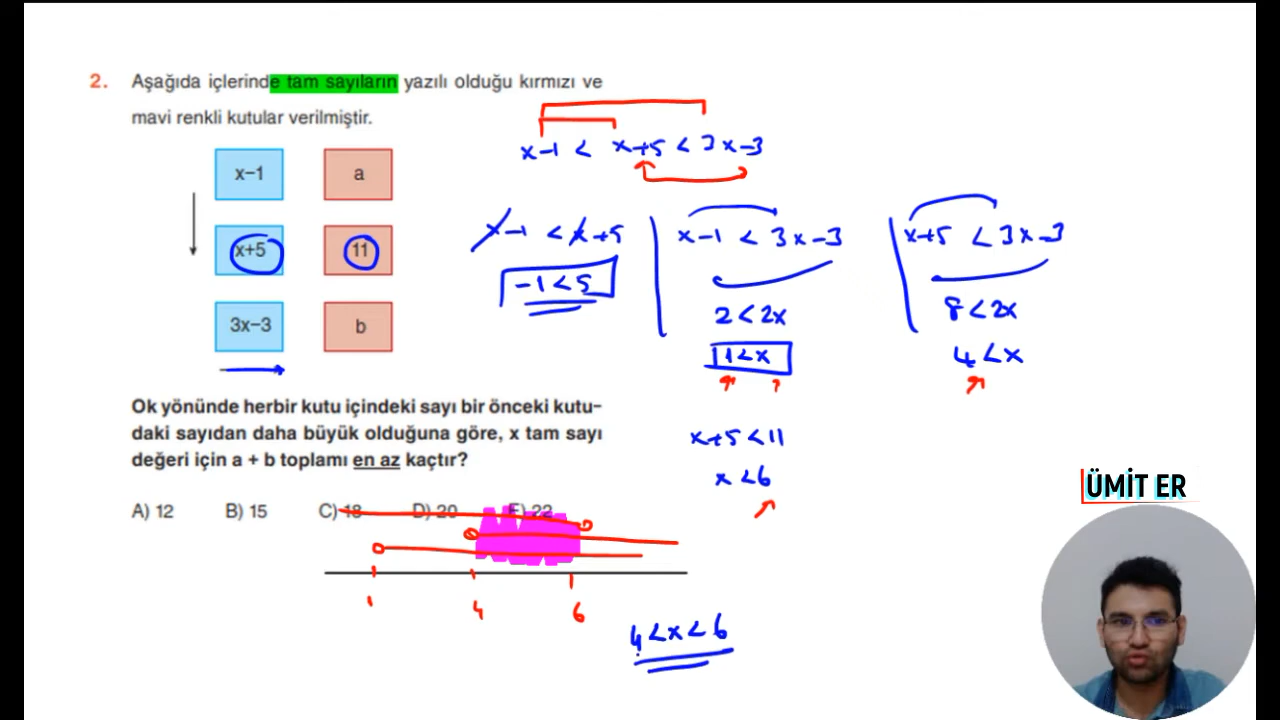 2. Aşağıda içlerinde tam sayıların yazılı olduğu kırmızı ve
mavi renkli kutular verilmiştir.
x−1 a
x+5 11
3x−3 b
Ok yönünde herbir kutu içindeki sayı bir önceki kutu-
daki sayıdan daha büyük olduğuna göre, x tam sayı
değeri için a + b toplamı en az kaçtır?
A) 12 B) 15 C) 18 D) 20 E) 22
x-1 < x+5 < 3x-3
x-1 < x+5
-1 < 5
x-1 < 3x-3
2 < 2x
1 < x
x+5 < 3x-3
8 < 2x
4 < x
x+5 < 11
x < 6
1 4 6
4 < x < 6
ÜMİT ER